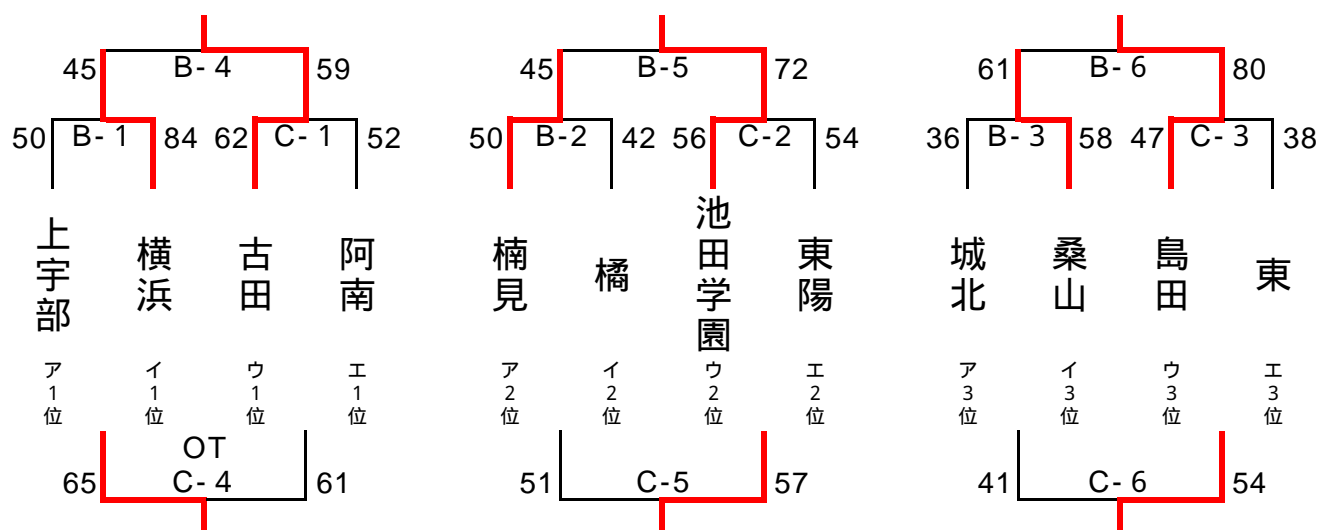 45 B-4 59
45 B-5 72
61 B-6 80
50 B-1 84 62 C-1 52
50 B-2 42 56 C-2 54
36 B-3 58 47 C-3 38
上宇部
横浜
古田
阿南
楠見
橘
池田学園
東陽
城北
桑山
島田
東
ア1位
イ1位
ウ1位
エ1位
ア2位
イ2位
ウ2位
エ2位
ア3位
イ3位
ウ3位
エ3位
OT
65 C-4 61
51 C-5 57
41 C-6 54